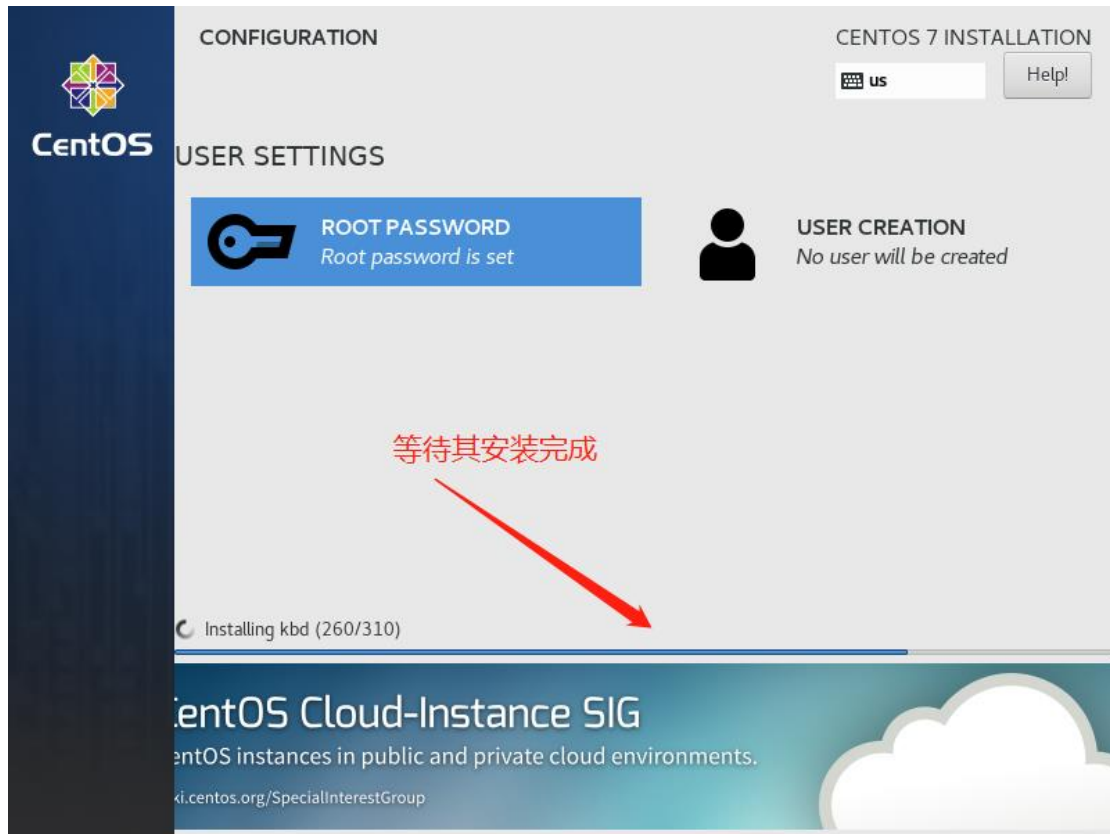 CONFIGURATION
CENTOS 7 INSTALLATION
us
Help!
CentOS
USER SETTINGS
ROOT PASSWORD
Root password is set
USER CREATION
No user will be created
等待其安装完成
Installing kbd (260/310)
entOS Cloud-Instance SIG
entOS instances in public and private cloud environments.
ki.centos.org/SpecialInterestGroup